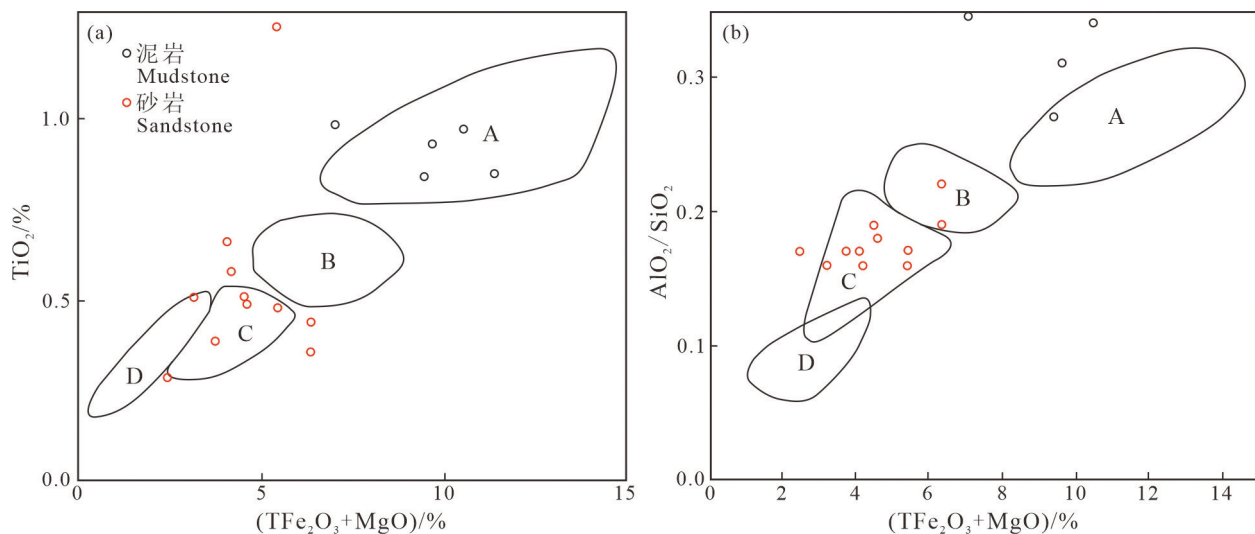 (a)
泥岩
Mudstone
砂岩
Sandstone
A
B
C
D
1.0
0.5
0.0
TiO₂/%
0
5
10
15
(TFe₂O₃+MgO)/%
(b)
A
B
C
D
0.3
0.2
0.1
0.0
AlO₂/SiO₂
0
2
4
6
8
10
12
14
(TFe₂O₃+MgO)/%